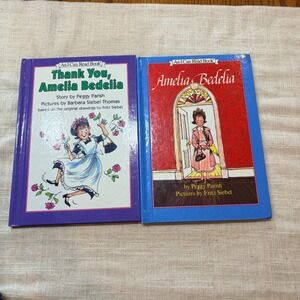 An I Can Read Book
Thank You,
Amelia Bedelia
Story by Peggy Parish
Pictures by Barbara Siebel Thomas
based on the original drawings by Fritz Siebel
An I Can Read Book
Amelia Bedelia
by Peggy Parish
Pictures by Fritz Siebel